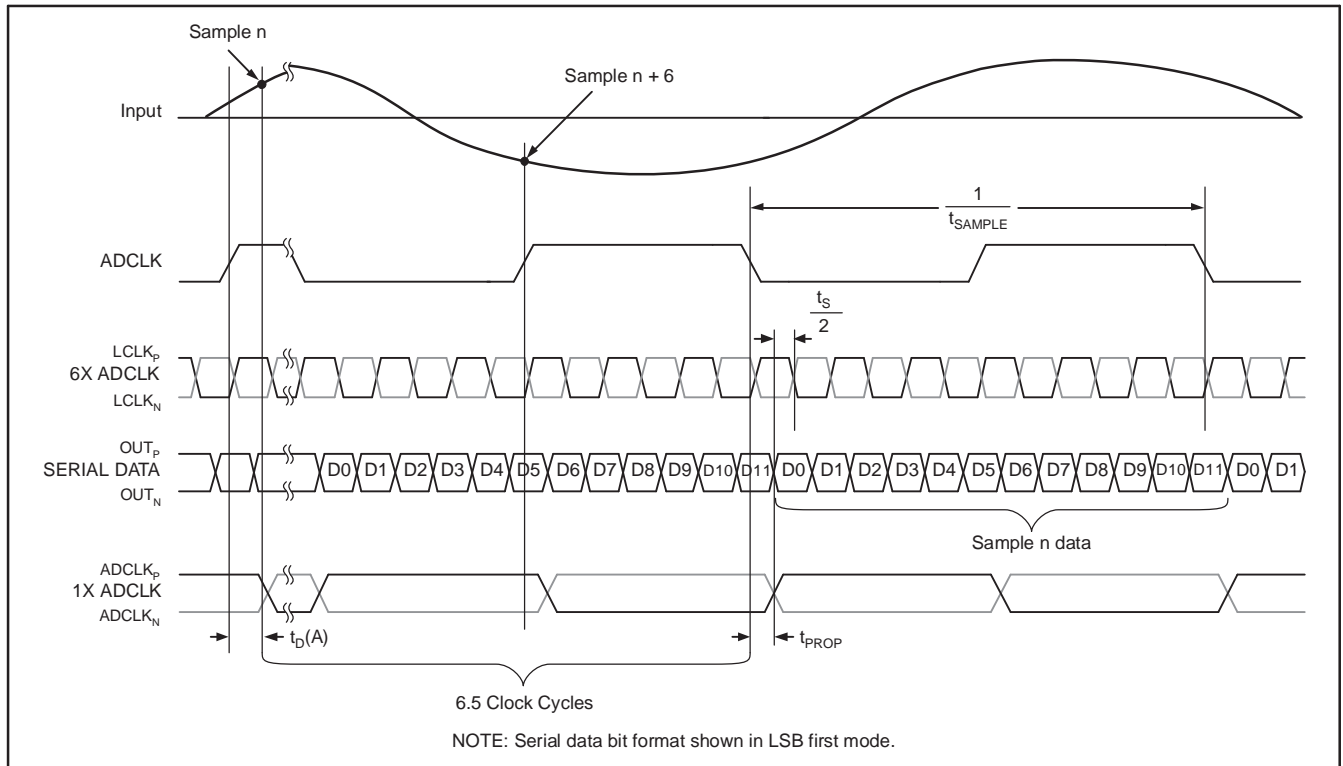 Sample n
Sample n + 6
Input
1
tSAMPLE
ADCLK
tS
2
LCLKP
6X ADCLK
LCLKN
OUTP
SERIAL DATA
OUTN
D0 D1 D2 D3 D4 D5 D6 D7 D8 D9 D10 D11 D0 D1 D2 D3 D4 D5 D6 D7 D8 D9 D10 D11 D0 D1
Sample n data
ADCLKP
1X ADCLK
ADCLKN
tD(A)
tPROP
6.5 Clock Cycles
NOTE: Serial data bit format shown in LSB first mode.